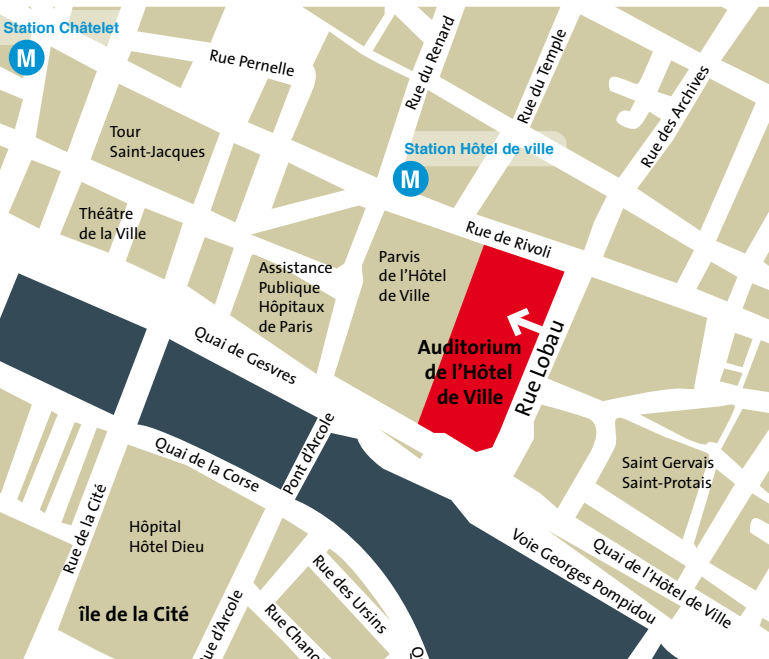 Station Châtelet
M
Rue Pernelle
Rue du Renard
Rue du Temple
Rue des Archives
Tour
Saint-Jacques
Station Hôtel de ville
M
Théâtre
de la Ville
Rue de Rivoli
Assistance
Publique
Hôpitaux
de Paris
Parvis
de l'Hôtel
de Ville
Auditorium
de l'Hôtel
de Ville
Rue Lobau
Quai de Gesvres
Pont d'Arcole
Quai de la Corse
Saint Gervais
Saint-Protais
Rue de la Cité
Hôpital
Hôtel Dieu
Voie Georges Pompidou
Quai de l'Hôtel de Ville
Rue des Ursins
île de la Cité
ue d'Arcole
Rue Chano
Q